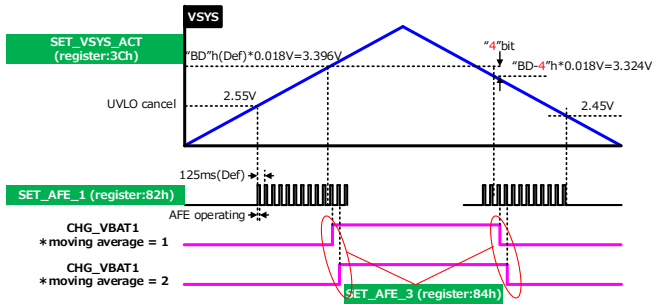 VSYS
SET_VSYS_ACT
(register:3Ch)
"BD"h(Def)*0.018V=3.396V
"4"bit
"BD-4"h*0.018V=3.324V
UVLO cancel
2.55V
2.45V
125ms(Def)
SET_AFE_1 (register:82h)
AFE operating
CHG_VBAT1
*moving average = 1
CHG_VBAT1
*moving average = 2
SET_AFE_3 (register:84h)